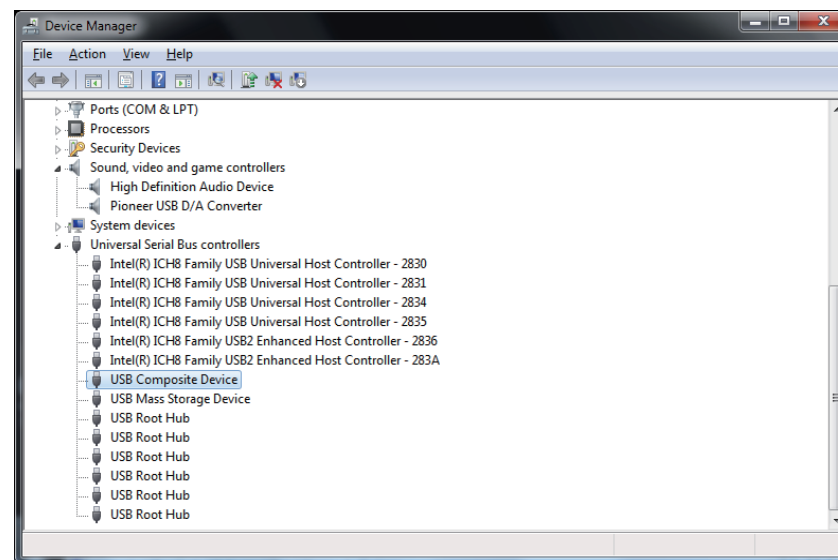 Device Manager
File Action View Help
Ports (COM & LPT)
Processors
Security Devices
Sound, video and game controllers
High Definition Audio Device
Pioneer USB D/A Converter
System devices
Universal Serial Bus controllers
Intel(R) ICH8 Family USB Universal Host Controller - 2830
Intel(R) ICH8 Family USB Universal Host Controller - 2831
Intel(R) ICH8 Family USB Universal Host Controller - 2834
Intel(R) ICH8 Family USB Universal Host Controller - 2835
Intel(R) ICH8 Family USB2 Enhanced Host Controller - 2836
Intel(R) ICH8 Family USB2 Enhanced Host Controller - 283A
USB Composite Device
USB Mass Storage Device
USB Root Hub
USB Root Hub
USB Root Hub
USB Root Hub
USB Root Hub
USB Root Hub